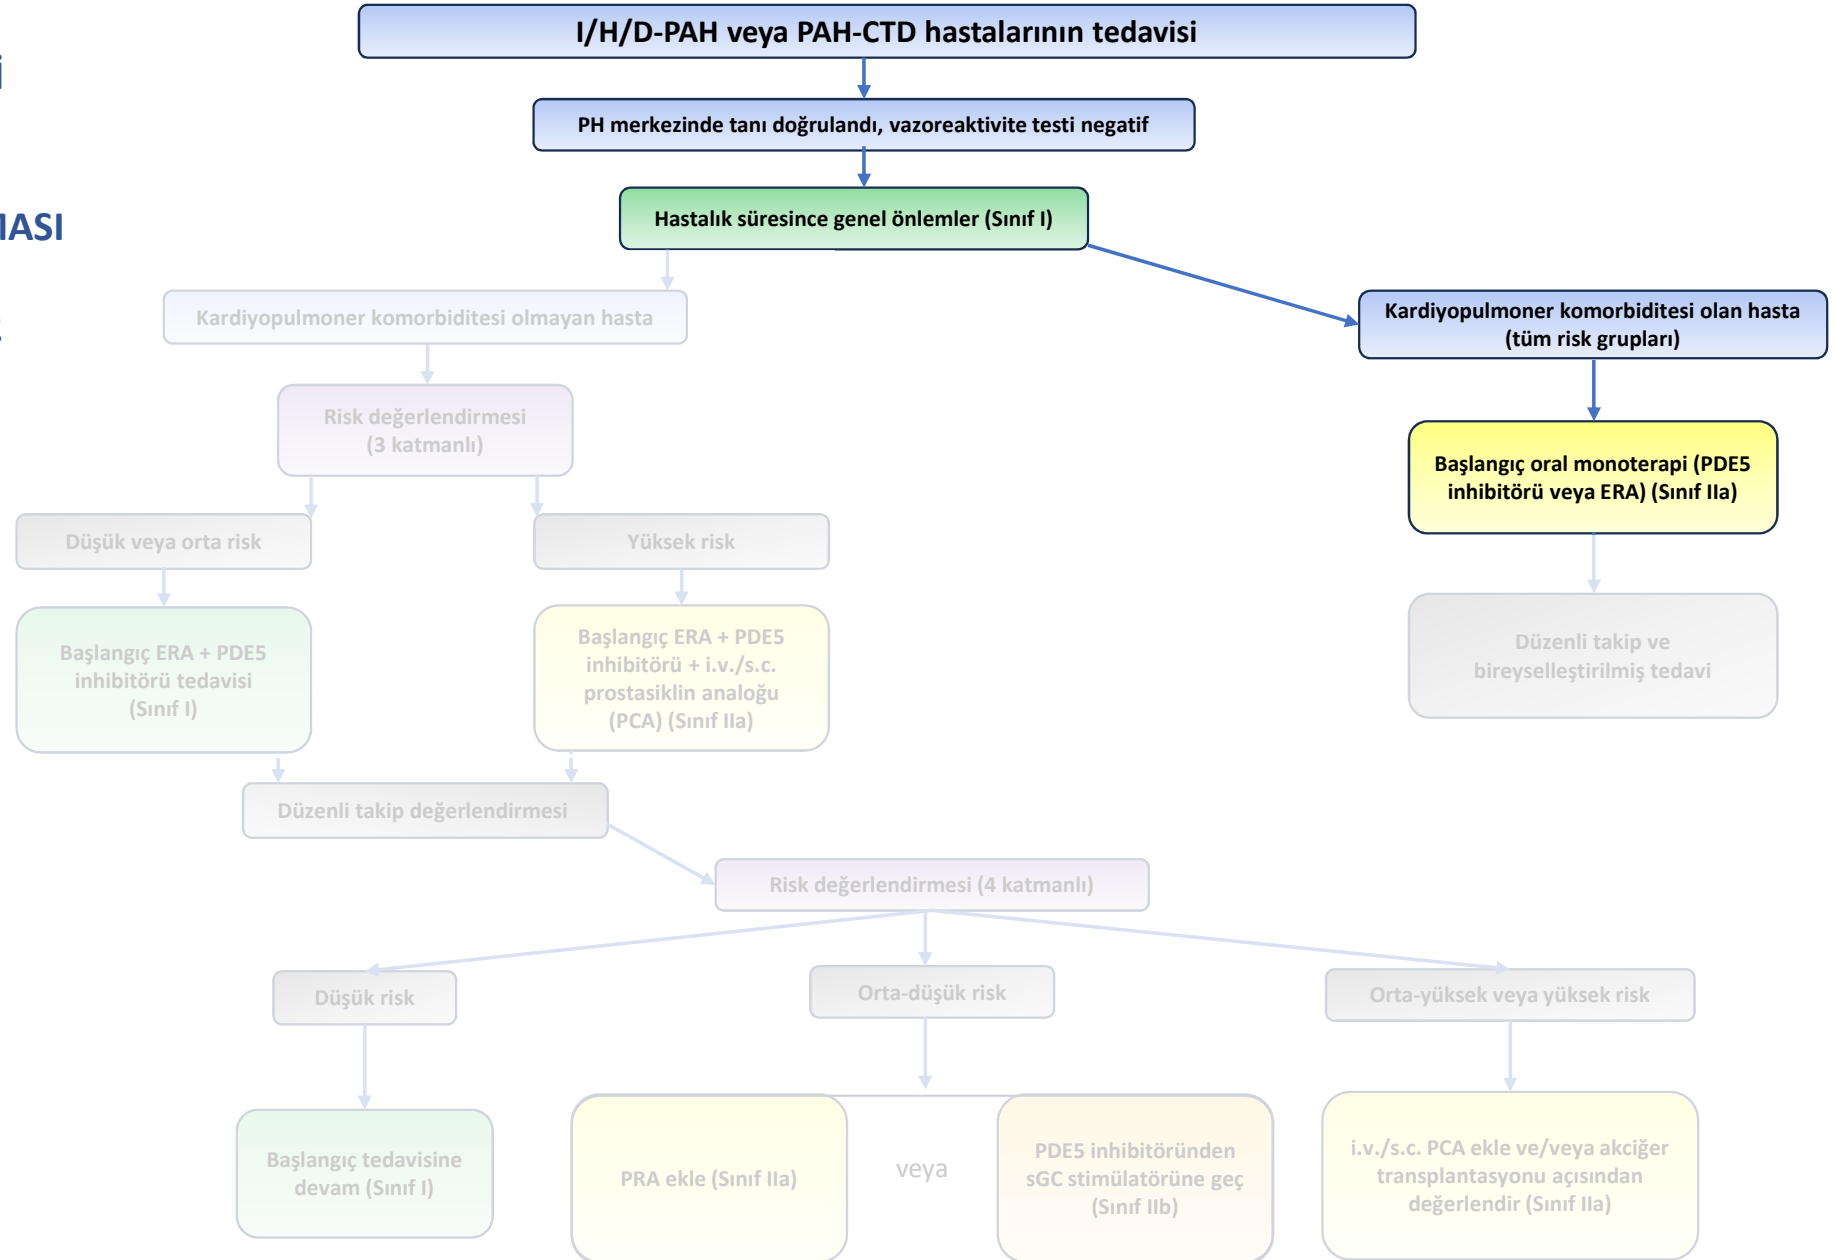 I/H/D-PAH veya PAH-CTD hastalarının tedavisi
i
PH merkezinde tanı doğrulandı, vazoreaktivite testi negatif
MASI
Hastalık süresince genel önlemler (Sınıf I)
Kardiyopulmoner komorbiditesi olmayan hasta
Kardiyopulmoner komorbiditesi olan hasta
(tüm risk grupları)
Risk değerlendirmesi
(3 katmanlı)
Başlangıç oral monoterapi (PDE5
inhibitörü veya ERA) (Sınıf IIa)
Düşük veya orta risk
Yüksek risk
Başlangıç ERA + PDE5
inhibitörü tedavisi
(Sınıf I)
Başlangıç ERA + PDE5
inhibitörü + i.v./s.c.
prostasiklin analoğu
(PCA) (Sınıf IIa)
Düzenli takip ve
bireyselleştirilmiş tedavi
Düzenli takip değerlendirmesi
Risk değerlendirmesi (4 katmanlı)
Düşük risk
Orta-düşük risk
Orta-yüksek veya yüksek risk
Başlangıç tedavisine
devam (Sınıf I)
PRA ekle (Sınıf IIa)
veya
PDE5 inhibitöründen
sGC stimülatörüne geç
(Sınıf IIb)
i.v./s.c. PCA ekle ve/veya akciğer
transplantasyonu açısından
değerlendir (Sınıf IIa)